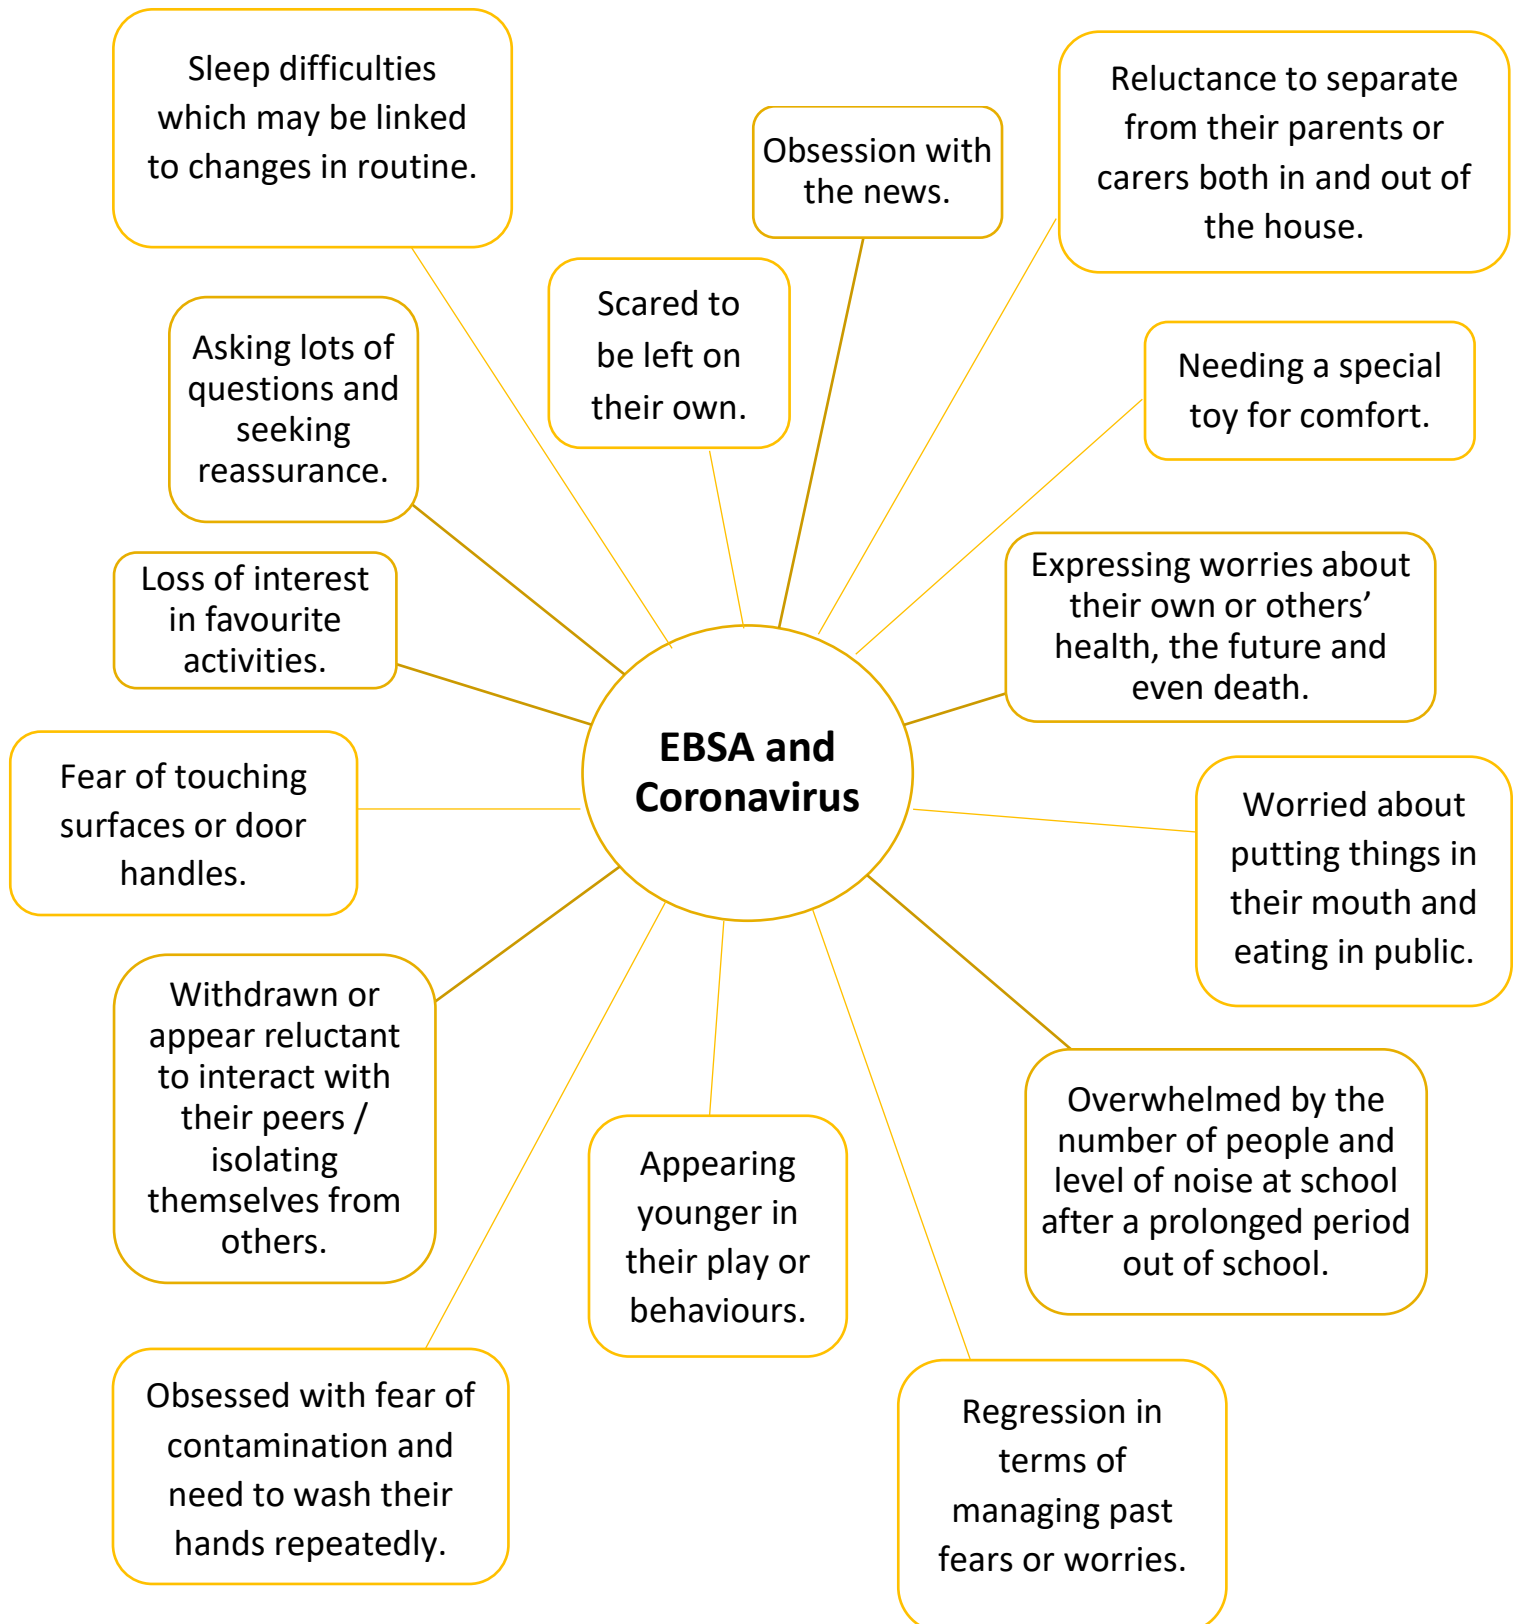 Sleep difficulties
which may be linked
to changes in routine.
Obsession with
the news.
Reluctance to separate
from their parents or
carers both in and out of
the house.
Scared to
be left on
their own.
Asking lots of
questions and
seeking
reassurance.
Needing a special
toy for comfort.
Loss of interest
in favourite
activities.
Expressing worries about
their own or others’
health, the future and
even death.
EBSA and
Coronavirus
Fear of touching
surfaces or door
handles.
Worried about
putting things in
their mouth and
eating in public.
Withdrawn or
appear reluctant
to interact with
their peers /
isolating
themselves from
others.
Overwhelmed by the
number of people and
level of noise at school
after a prolonged period
out of school.
Appearing
younger in
their play or
behaviours.
Obsessed with fear of
contamination and
need to wash their
hands repeatedly.
Regression in
terms of
managing past
fears or worries.